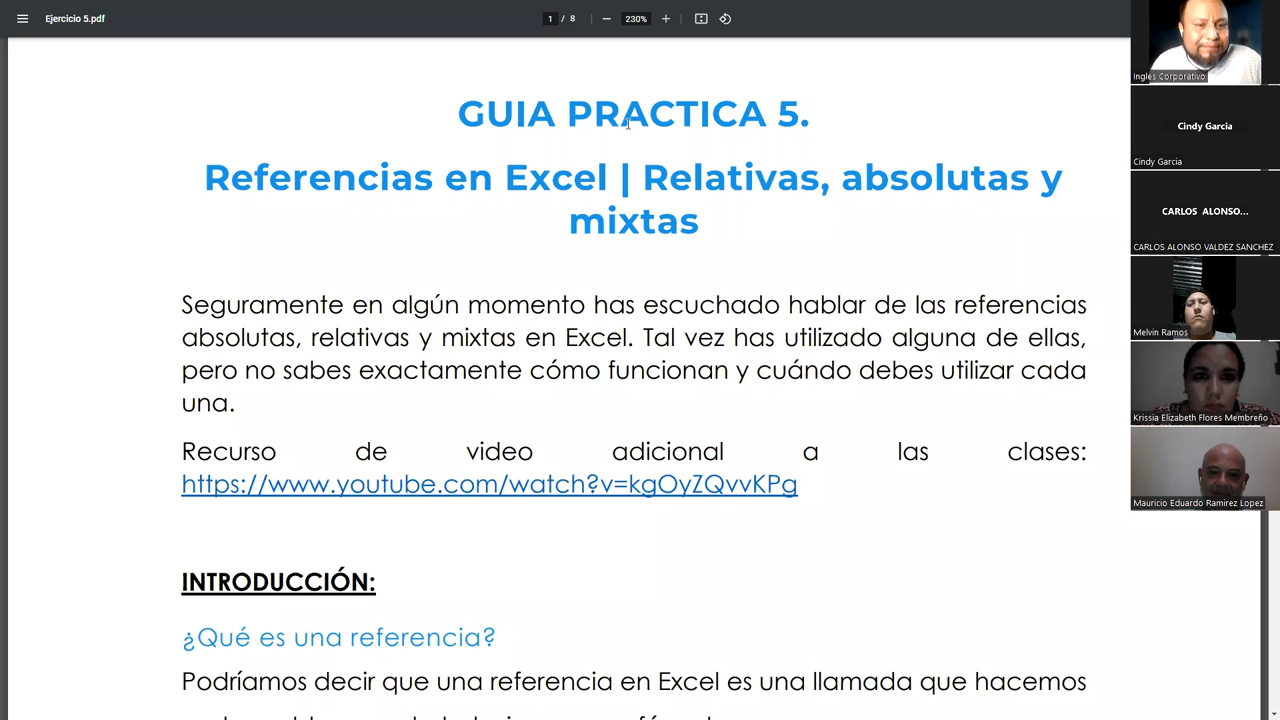 Ejercicio 5.pdf
1 / 8
230%
GUIA PRACTICA 5.
Referencias en Excel | Relativas, absolutas y
mixtas
Seguramente en algún momento has escuchado hablar de las referencias
absolutas, relativas y mixtas en Excel. Tal vez has utilizado alguna de ellas,
pero no sabes exactamente cómo funcionan y cuándo debes utilizar cada
una.
Recurso de video adicional a las clases:
https://www.youtube.com/watch?v=kgOyZQvvKPg
INTRODUCCIÓN:
¿Qué es una referencia?
Podríamos decir que una referencia en Excel es una llamada que hacemos
Ingles Corporativo
Cindy Garcia
Cindy Garcia
CARLOS ALONSO...
CARLOS ALONSO VALDEZ SANCHEZ
Melvin Ramos
Krissia Elizabeth Flores Membreño
Mauricio Eduardo Ramirez Lopez